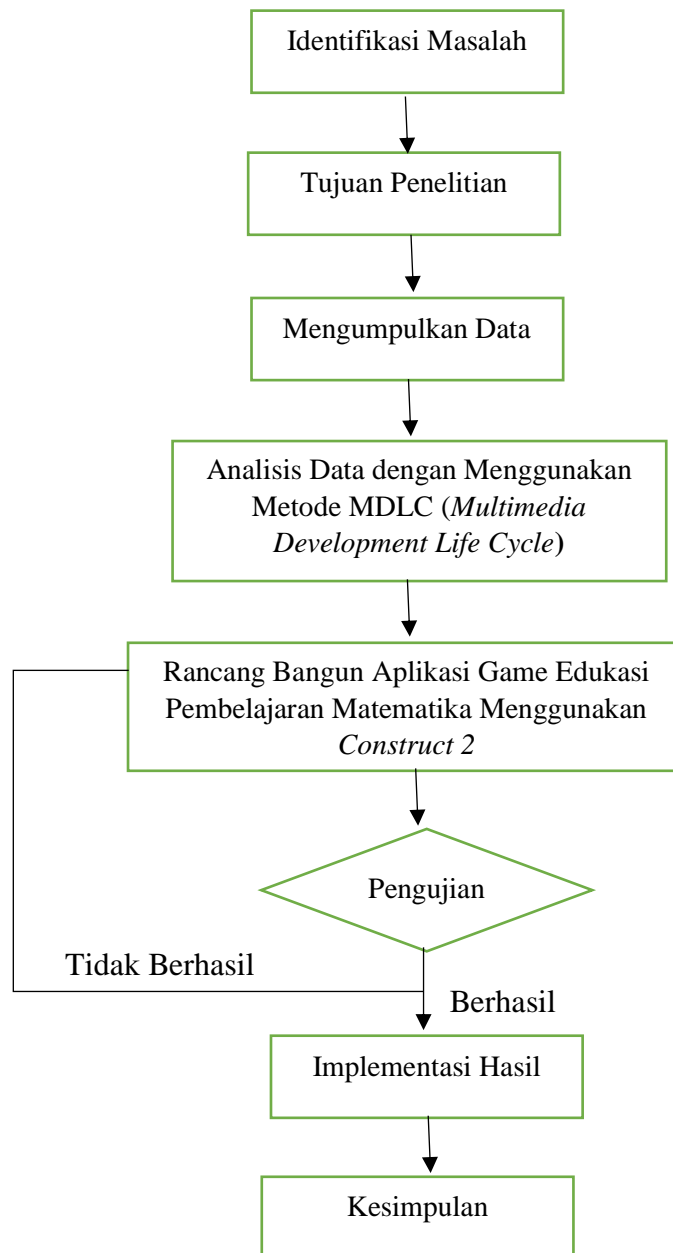 Identifikasi Masalah
Tujuan Penelitian
Mengumpulkan Data
Analisis Data dengan Menggunakan
Metode MDLC (Multimedia
Development Life Cycle)
Rancang Bangun Aplikasi Game Edukasi
Pembelajaran Matematika Menggunakan
Construct 2
Pengujian
Tidak Berhasil
Berhasil
Implementasi Hasil
Kesimpulan